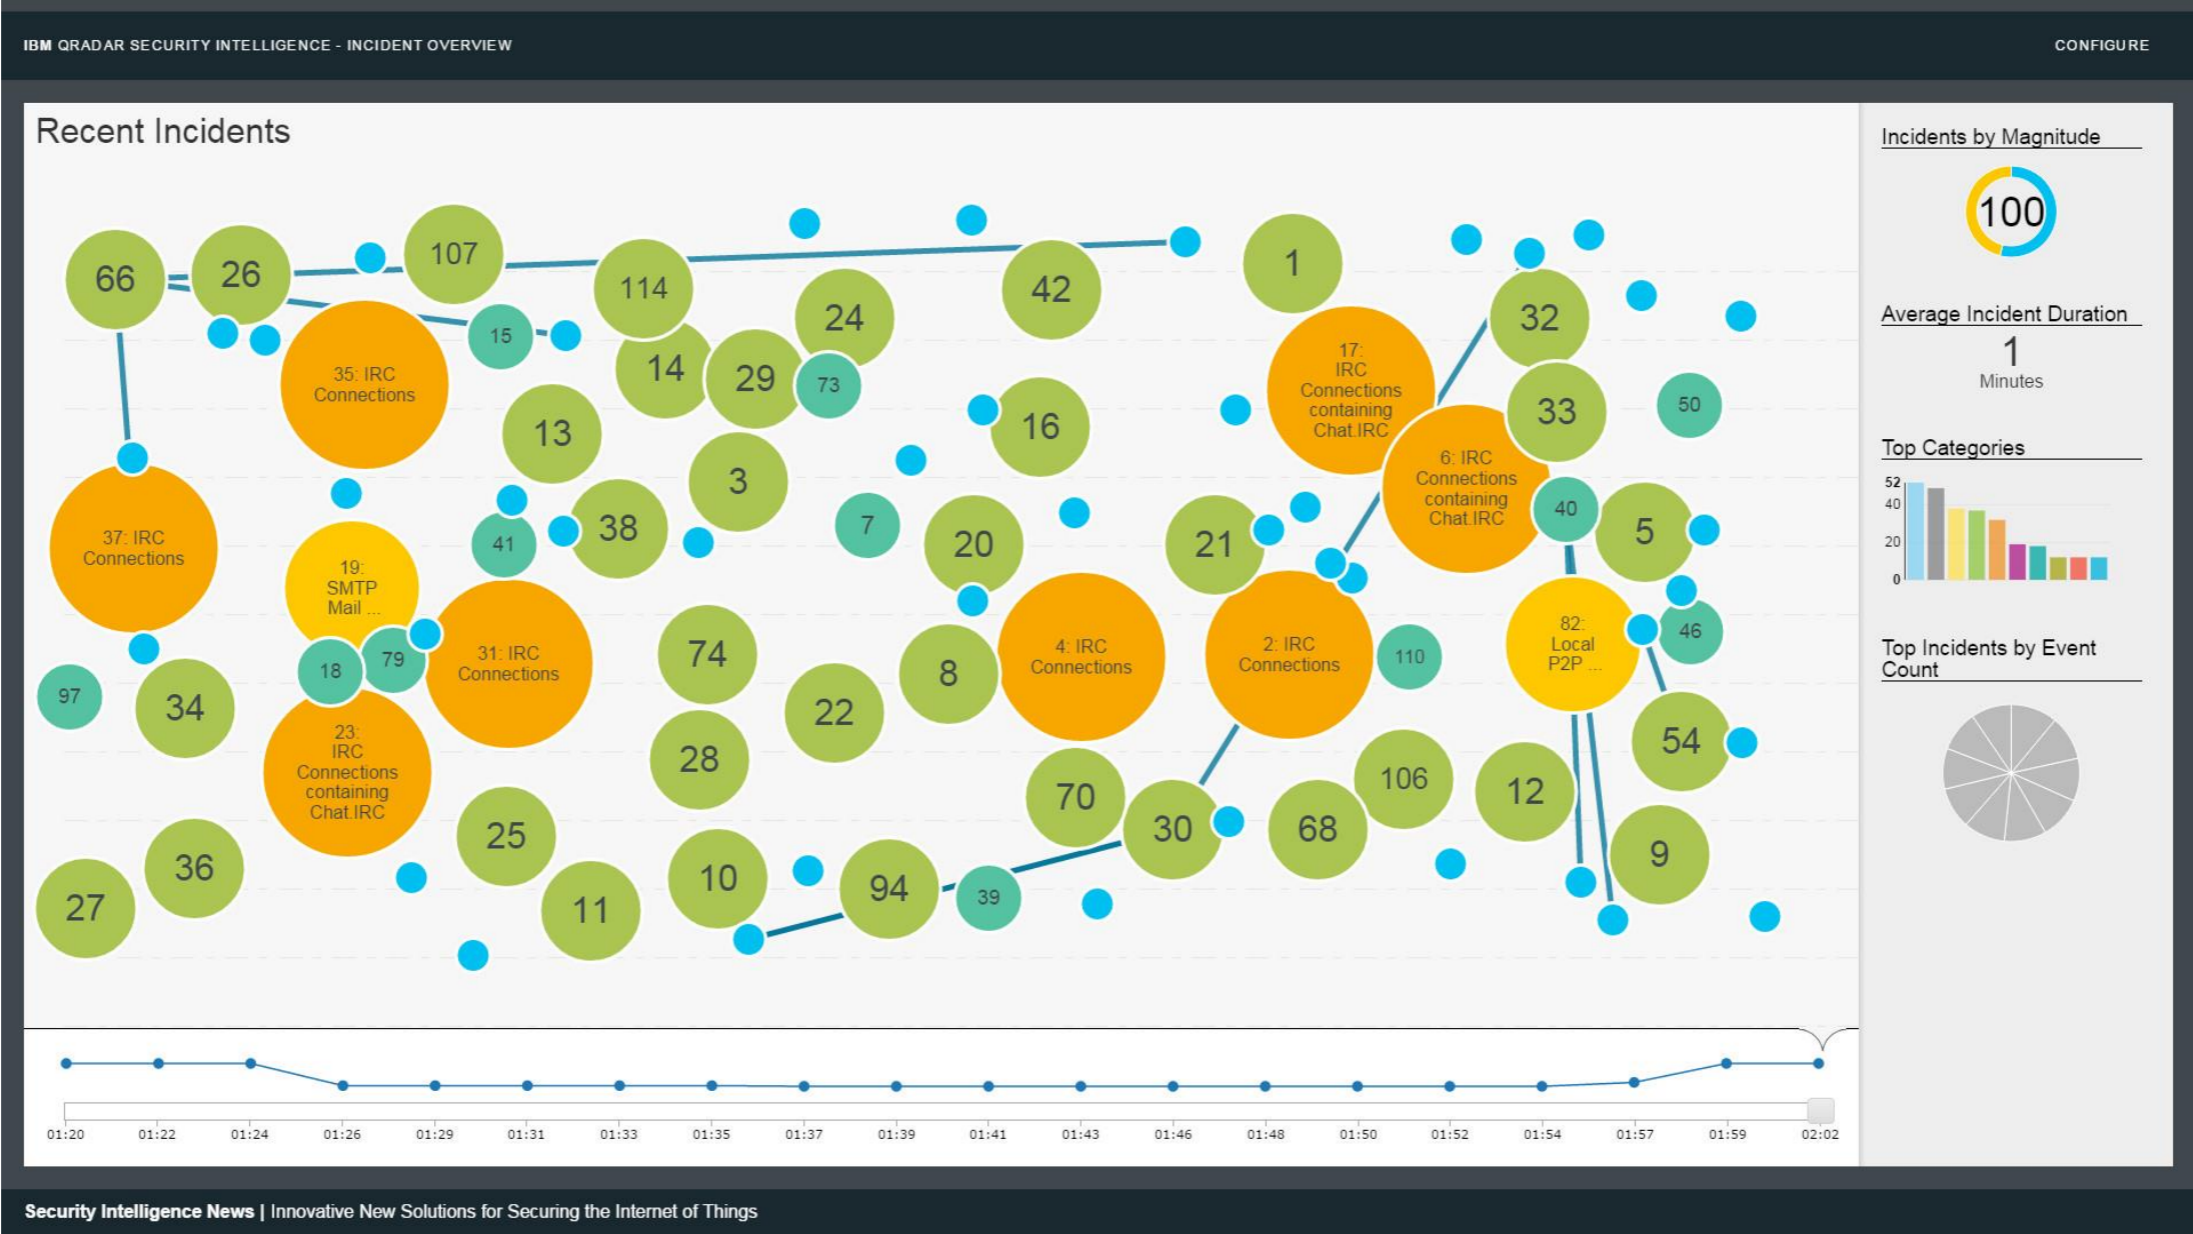 IBM QRADAR SECURITY INTELLIGENCE - INCIDENT OVERVIEW
CONFIGURE
Recent Incidents
66
26
107
114
24
42
1
32
15
35: IRC
Connections
14
29
73
17:
IRC
Connections
containing
Chat.IRC
33
50
13
16
3
6: IRC
Connections
containing
Chat.IRC
40
5
37: IRC
Connections
41
38
7
20
21
19:
SMTP
Mail ...
18
79
31: IRC
Connections
74
8
4: IRC
Connections
2: IRC
Connections
110
82:
Local
P2P ...
46
97
34
22
54
23:
IRC
Connections
containing
Chat.IRC
28
70
106
12
25
30
68
9
36
27
11
10
94
39
01:20
01:22
01:24
01:26
01:29
01:31
01:33
01:35
01:37
01:39
01:41
01:43
01:46
01:48
01:50
01:52
01:54
01:57
01:59
02:02
Incidents by Magnitude
100
Average Incident Duration
1
Minutes
Top Categories
52
40
20
0
Top Incidents by Event
Count
Security Intelligence News | Innovative New Solutions for Securing the Internet of Things